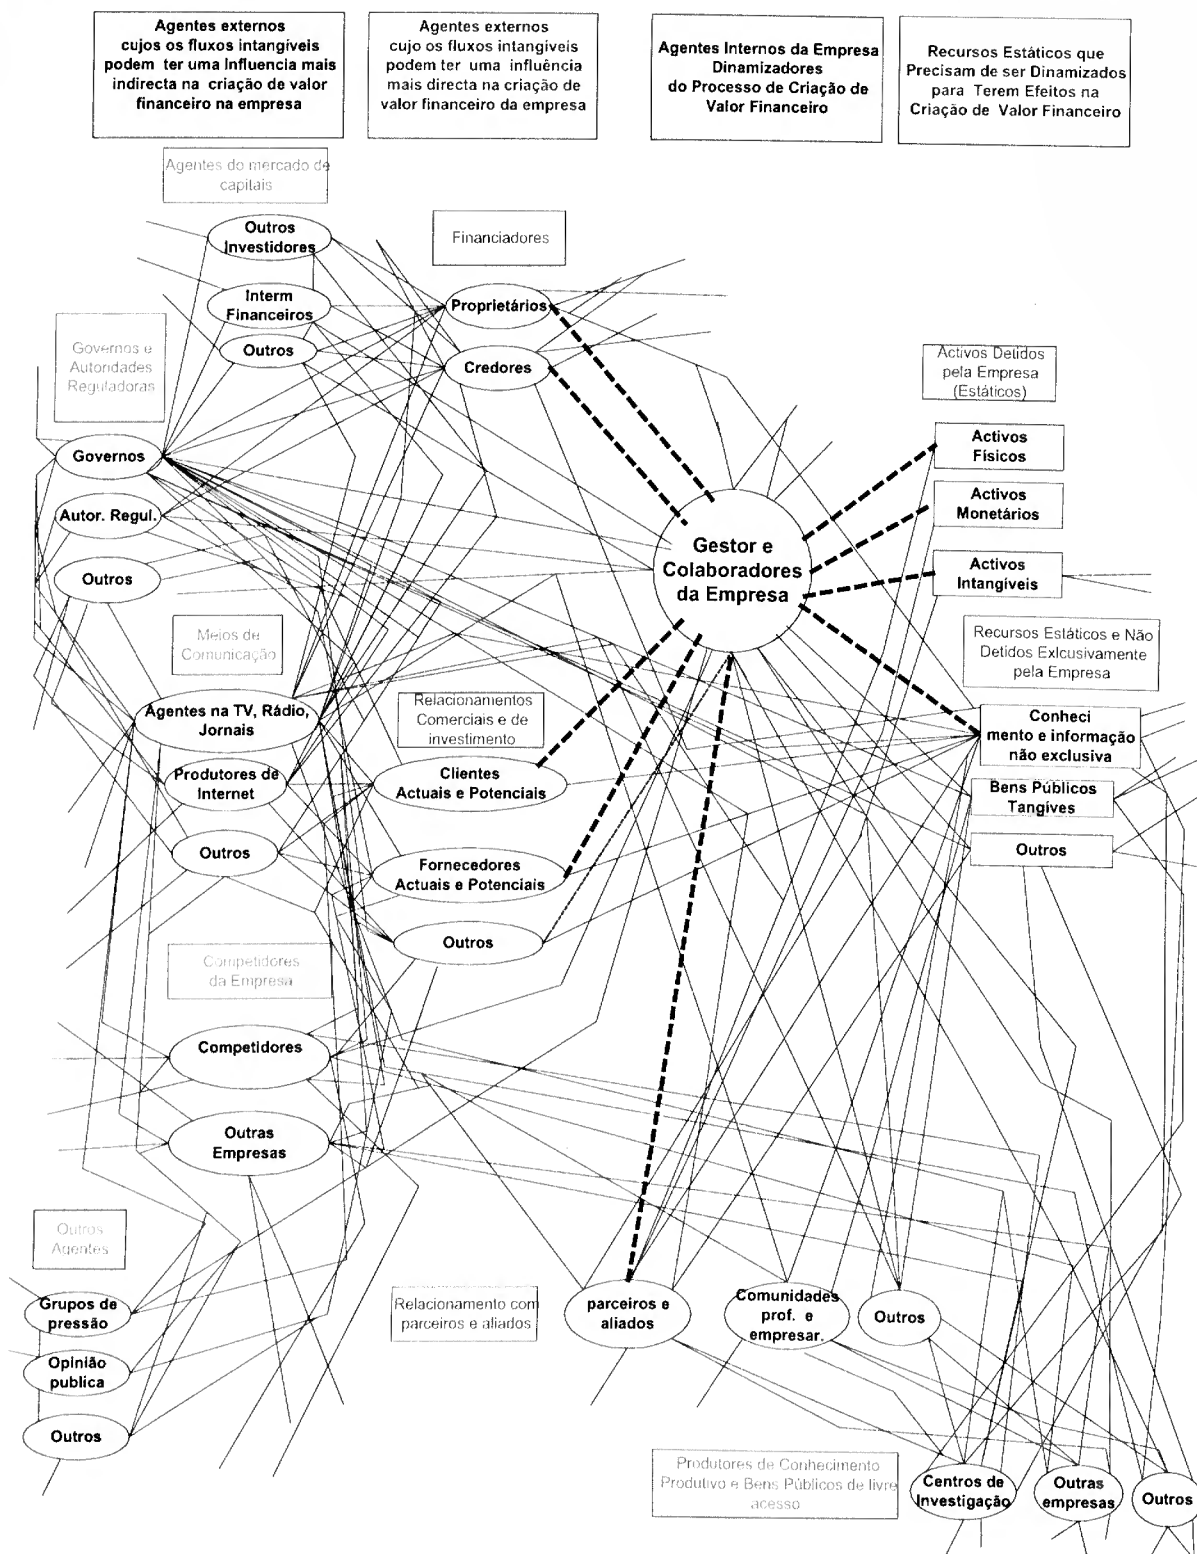 Agentes externos
cujos os fluxos intangíveis
podem ter uma Influencia mais
indirecta na criação de valor
financeiro na empresa
Agentes externos
cujo os fluxos intangíveis
podem ter uma influência
mais directa na criação de
valor financeiro da empresa
Agentes Internos da Empresa
Dinamizadores
do Processo de Criação de
Valor Financeiro
Recursos Estáticos que
Precisam de ser Dinamizados
para Terem Efeitos na
Criação de Valor Financeiro
Agentes do mercado de
capitais
Outros
Investidores
Interm
Financeiros
Outros
Financiadores
Proprietários
Credores
Governos e
Autoridades
Reguladoras
Governos
Autor. Regul.
Outros
Gestor e
Colaboradores
da Empresa
Activos Detidos
pela Empresa
(Estáticos)
Activos
Físicos
Activos
Monetários
Activos
Intangíveis
Recursos Estáticos e Não
Detidos Exlcusivamente
pela Empresa
Conheci
mento e informação
não exclusiva
Bens Públicos
Tangíves
Outros
Meios de
Comunicação
Agentes na TV, Rádio,
Jornais
Produtores de
Internet
Outros
Relacionamentos
Comerciais e de
investimento
Clientes
Actuais e Potenciais
Fornecedores
Actuais e Potenciais
Outros
Competidores
da Empresa
Competidores
Outras
Empresas
Outros
Agentes
Grupos de
pressão
Opinião
publica
Outros
Relacionamento com
parceiros e aliados
parceiros e
aliados
Comunidades
prof. e
empresar.
Outros
Produtores de Conhecimento
Produtivo e Bens Públicos de livre
acesso
Centros de
Investigação
Outras
empresas
Outros